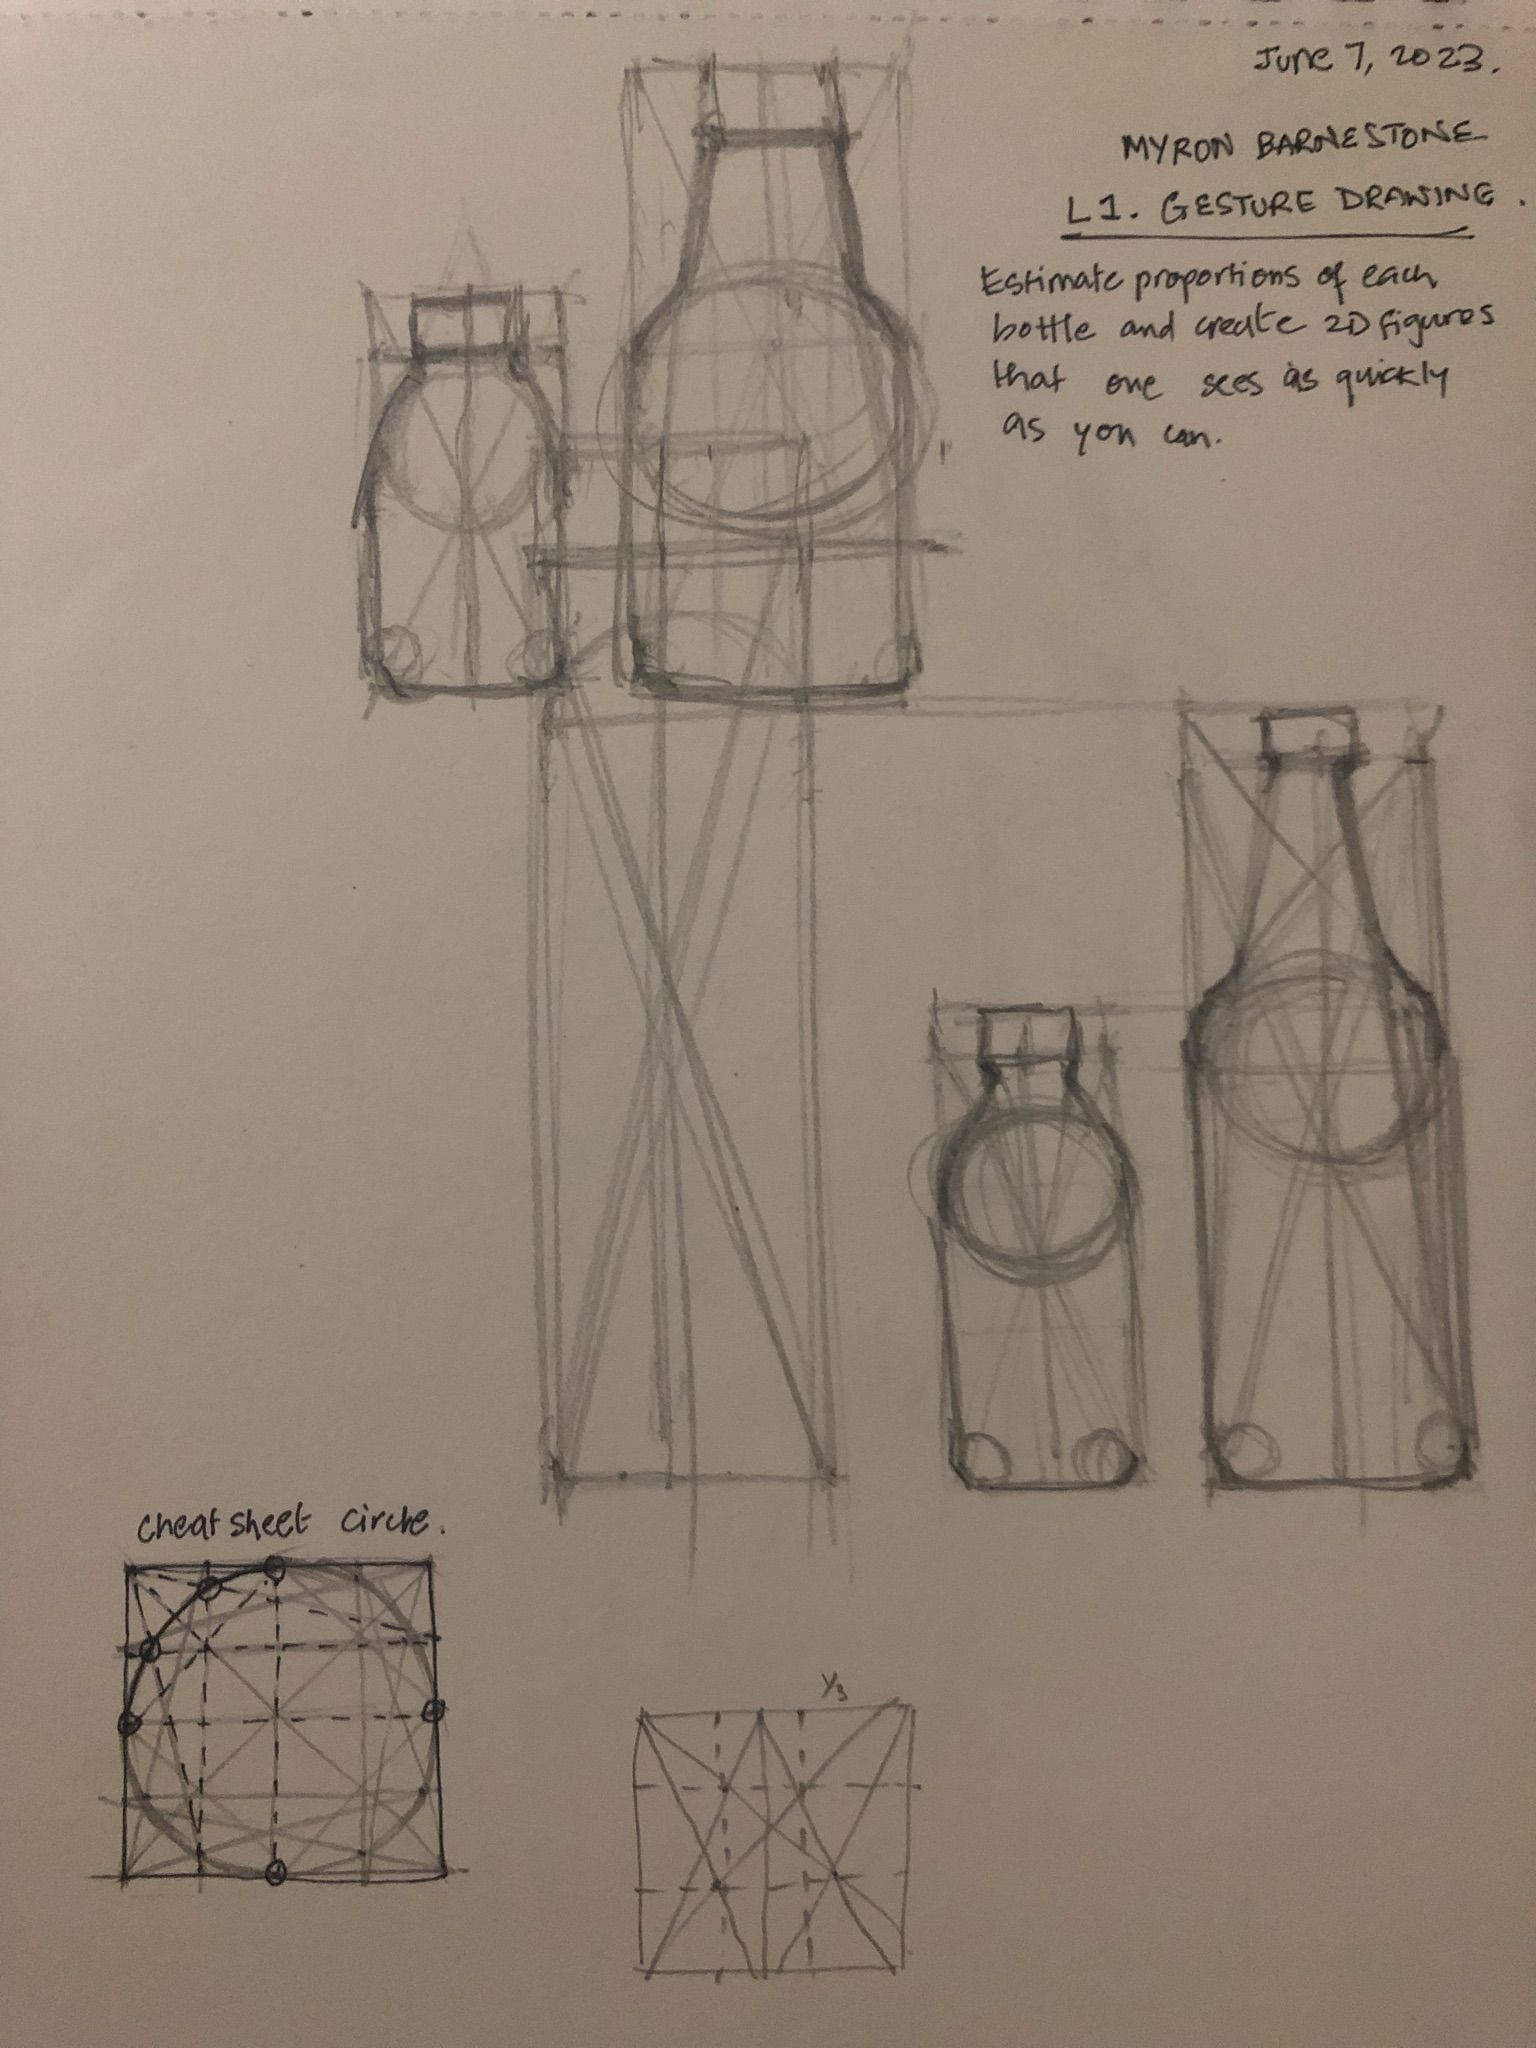 June 7, 2023.
MYRON BARNESTONE
L1. GESTURE DRAWING.
Estimate proportions of each
bottle and create 2D figures
that one sees as quickly
as you can.
cheat sheet circle.
1/3